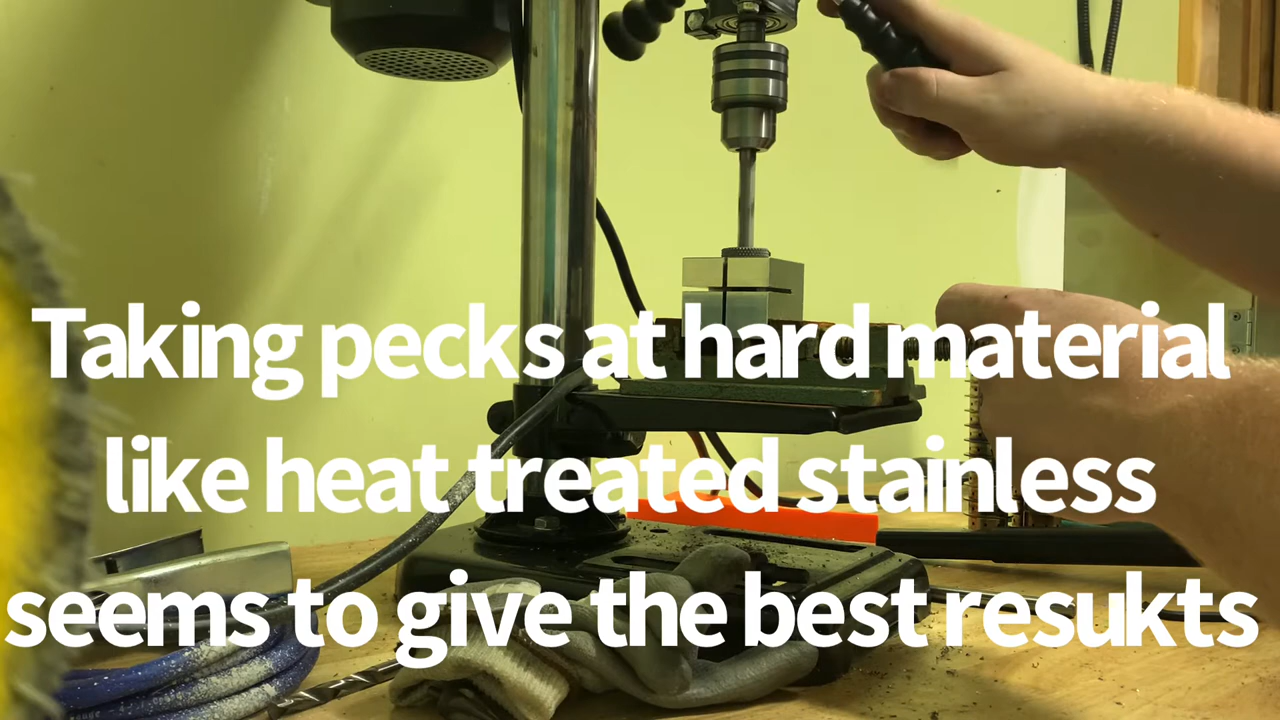 Taking pecks at hard material
like heat treated stainless
seems to give the best resukts